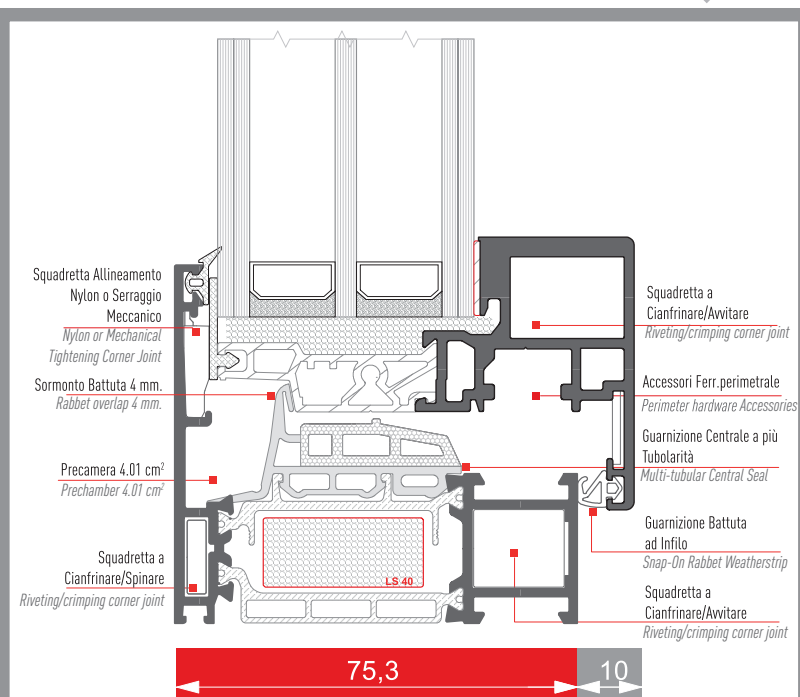 Squadretta Allineamento
Nylon o Serraggio
Meccanico
Nylon or Mechanical
Tightening Corner Joint
Sormonto Battuta 4 mm.
Rabbet overlap 4 mm.
Precamera 4.01 cm²
Prechamber 4.01 cm²
Squadretta a
Cianfrinare/Spinare
Riveting/crimping corner joint
Squadretta a
Cianfrinare/Avvitare
Riveting/crimping corner joint
Accessori Ferr.perimetrale
Perimeter hardware Accessories
Guarnizione Centrale a più
Tubolarità
Multi-tubular Central Seal
Guarnizione Battuta
ad Infilo
Snap-On Rabbet Weatherstrip
Squadretta a
Cianfrinare/Avvitare
Riveting/crimping corner joint
LS 40
75,3
10